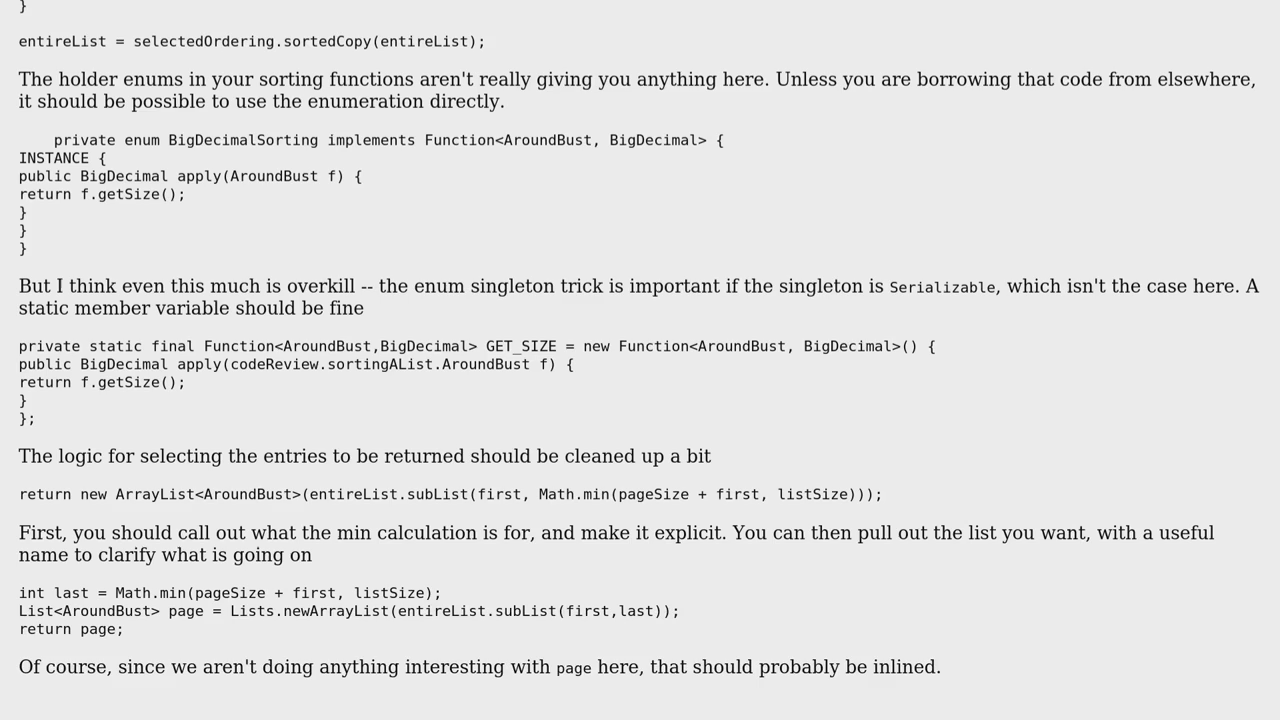 }
entireList = selectedOrdering.sortedCopy(entireList);
The holder enums in your sorting functions aren't really giving you anything here. Unless you are borrowing that code from elsewhere,
it should be possible to use the enumeration directly.
    private enum BigDecimalSorting implements Function<AroundBust, BigDecimal> {
INSTANCE {
public BigDecimal apply(AroundBust f) {
return f.getSize();
}
}
}
But I think even this much is overkill -- the enum singleton trick is important if the singleton is Serializable, which isn't the case here. A
static member variable should be fine
private static final Function<AroundBust,BigDecimal> GET_SIZE = new Function<AroundBust, BigDecimal>() {
public BigDecimal apply(codeReview.sortingAList.AroundBust f) {
return f.getSize();
}
};
The logic for selecting the entries to be returned should be cleaned up a bit
return new ArrayList<AroundBust>(entireList.subList(first, Math.min(pageSize + first, listSize)));
First, you should call out what the min calculation is for, and make it explicit. You can then pull out the list you want, with a useful
name to clarify what is going on
int last = Math.min(pageSize + first, listSize);
List<AroundBust> page = Lists.newArrayList(entireList.subList(first,last));
return page;
Of course, since we aren't doing anything interesting with page here, that should probably be inlined.